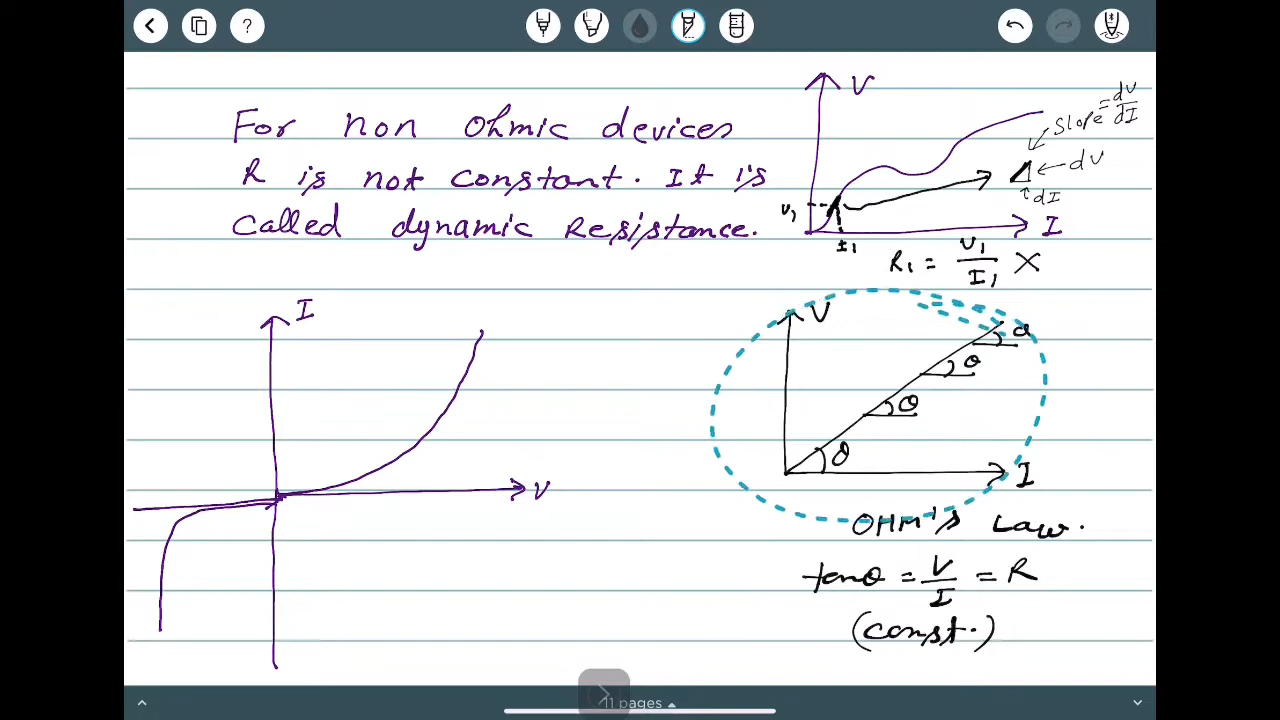 ?
For non Ohmic devices
R is not constant. It is
called dynamic Resistance.
V
Slope = dV/dI
dV
dI
V1
I1
I
R1 = V1/I1 X
I
V
V
θ
θ
θ
θ
I
OHM's Law.
tanθ = V/I = R
(const.)
11 pages